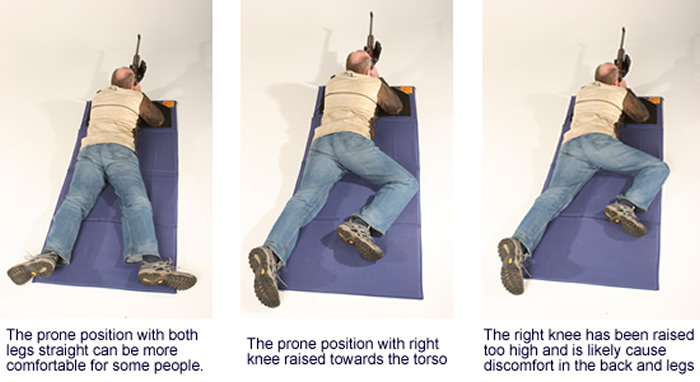 The prone position with both
legs straight can be more
comfortable for some people.
The prone position with right
knee raised towards the torso
The right knee has been raised
too high and is likely cause
discomfort in the back and legs